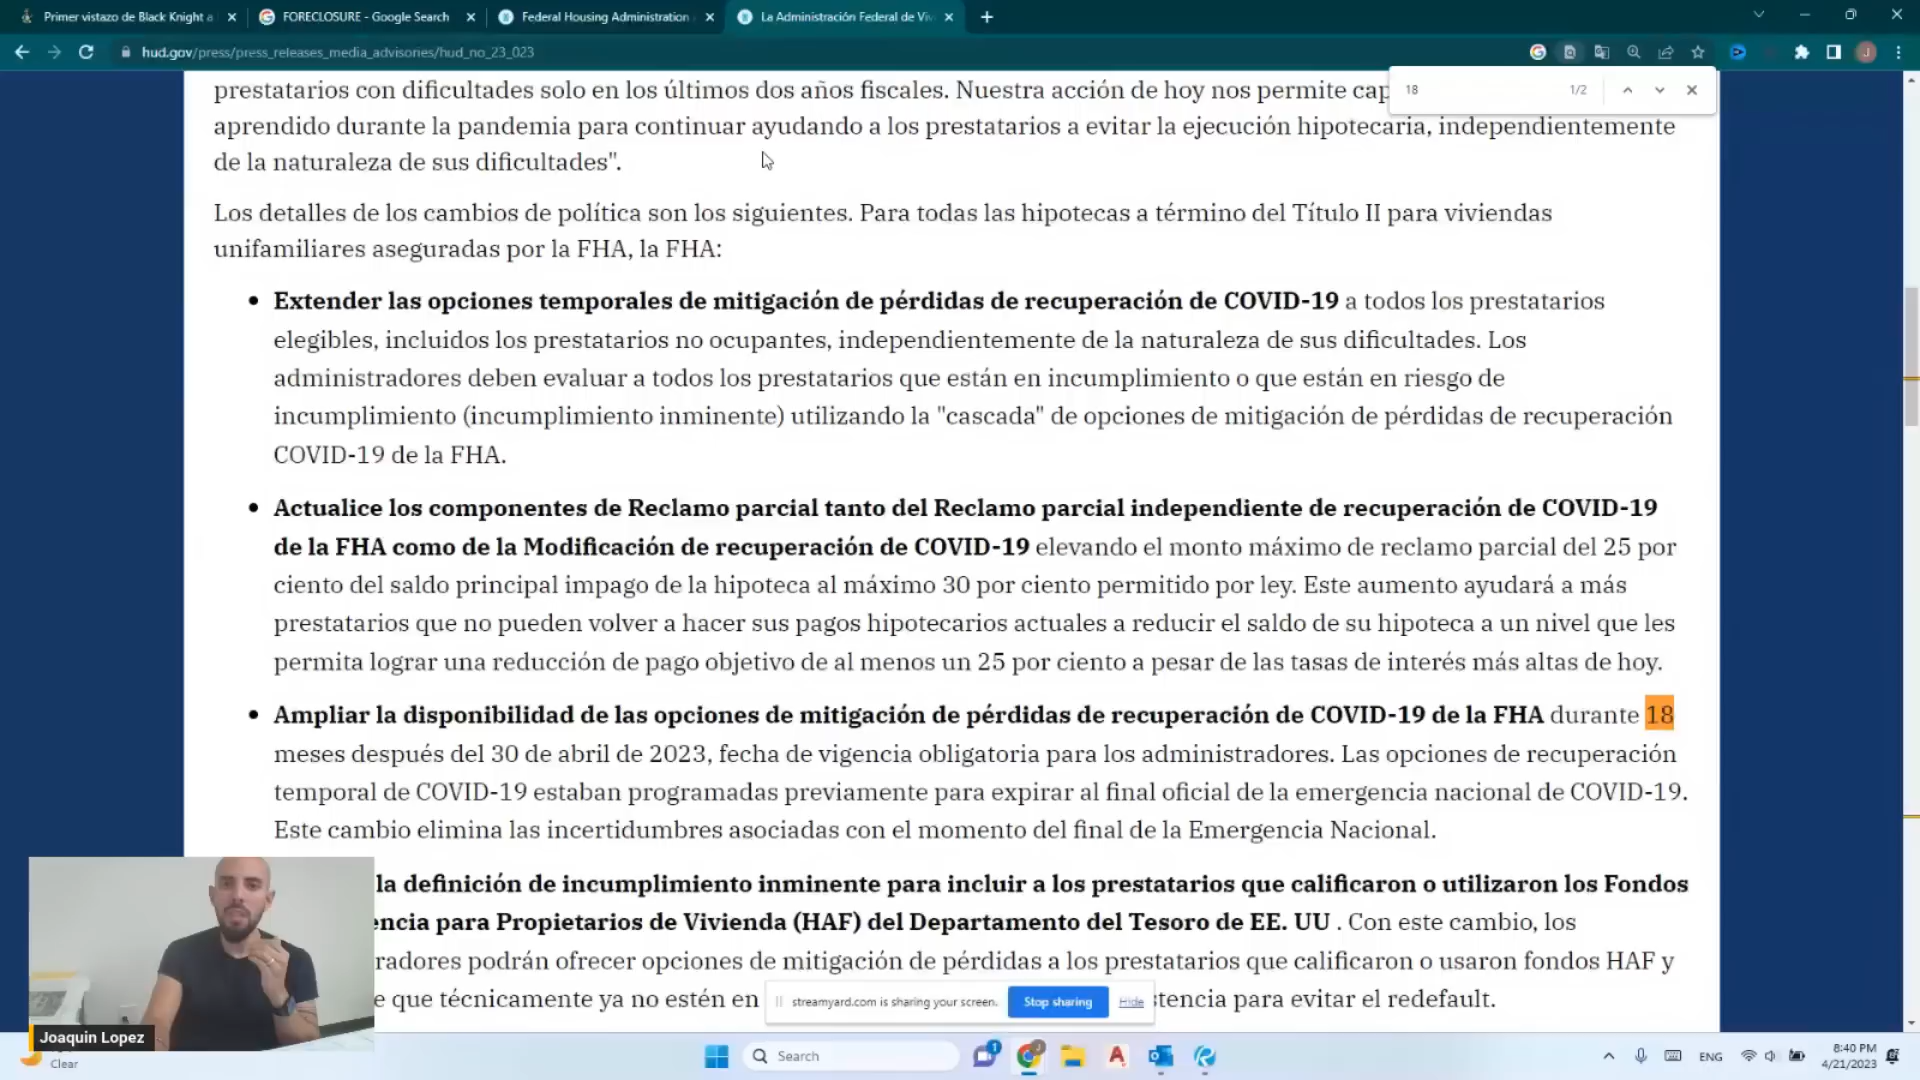 Primer vistazo de Black Knight a
FORECLOSURE - Google Search
Federal Housing Administration
La Administración Federal de Viv
hud.gov/press/press_releases_media_advisories/hud_no_23_023
18
1/2
prestatarios con dificultades solo en los últimos dos años fiscales. Nuestra acción de hoy nos permite cap
aprendido durante la pandemia para continuar ayudando a los prestatarios a evitar la ejecución hipotecaria, independientemente
de la naturaleza de sus dificultades".
Los detalles de los cambios de política son los siguientes. Para todas las hipotecas a término del Título II para viviendas
unifamiliares aseguradas por la FHA, la FHA:
• Extender las opciones temporales de mitigación de pérdidas de recuperación de COVID-19 a todos los prestatarios
elegibles, incluidos los prestatarios no ocupantes, independientemente de la naturaleza de sus dificultades. Los
administradores deben evaluar a todos los prestatarios que están en incumplimiento o que están en riesgo de
incumplimiento (incumplimiento inminente) utilizando la "cascada" de opciones de mitigación de pérdidas de recuperación
COVID-19 de la FHA.
• Actualice los componentes de Reclamo parcial tanto del Reclamo parcial independiente de recuperación de COVID-19
de la FHA como de la Modificación de recuperación de COVID-19 elevando el monto máximo de reclamo parcial del 25 por
ciento del saldo principal impago de la hipoteca al máximo 30 por ciento permitido por ley. Este aumento ayudará a más
prestatarios que no pueden volver a hacer sus pagos hipotecarios actuales a reducir el saldo de su hipoteca a un nivel que les
permita lograr una reducción de pago objetivo de al menos un 25 por ciento a pesar de las tasas de interés más altas de hoy.
• Ampliar la disponibilidad de las opciones de mitigación de pérdidas de recuperación de COVID-19 de la FHA durante 18
meses después del 30 de abril de 2023, fecha de vigencia obligatoria para los administradores. Las opciones de recuperación
temporal de COVID-19 estaban programadas previamente para expirar al final oficial de la emergencia nacional de COVID-19.
Este cambio elimina las incertidumbres asociadas con el momento del final de la Emergencia Nacional.
la definición de incumplimiento inminente para incluir a los prestatarios que calificaron o utilizaron los Fondos
encia para Propietarios de Vivienda (HAF) del Departamento del Tesoro de EE. UU . Con este cambio, los
radores podrán ofrecer opciones de mitigación de pérdidas a los prestatarios que calificaron o usaron fondos HAF y
e que técnicamente ya no estén en
stencia para evitar el redefault.
streamyard.com is sharing your screen.
Stop sharing
Hide
Joaquin Lopez
Clear
Search
1
ENG
8:40 PM
4/21/2023